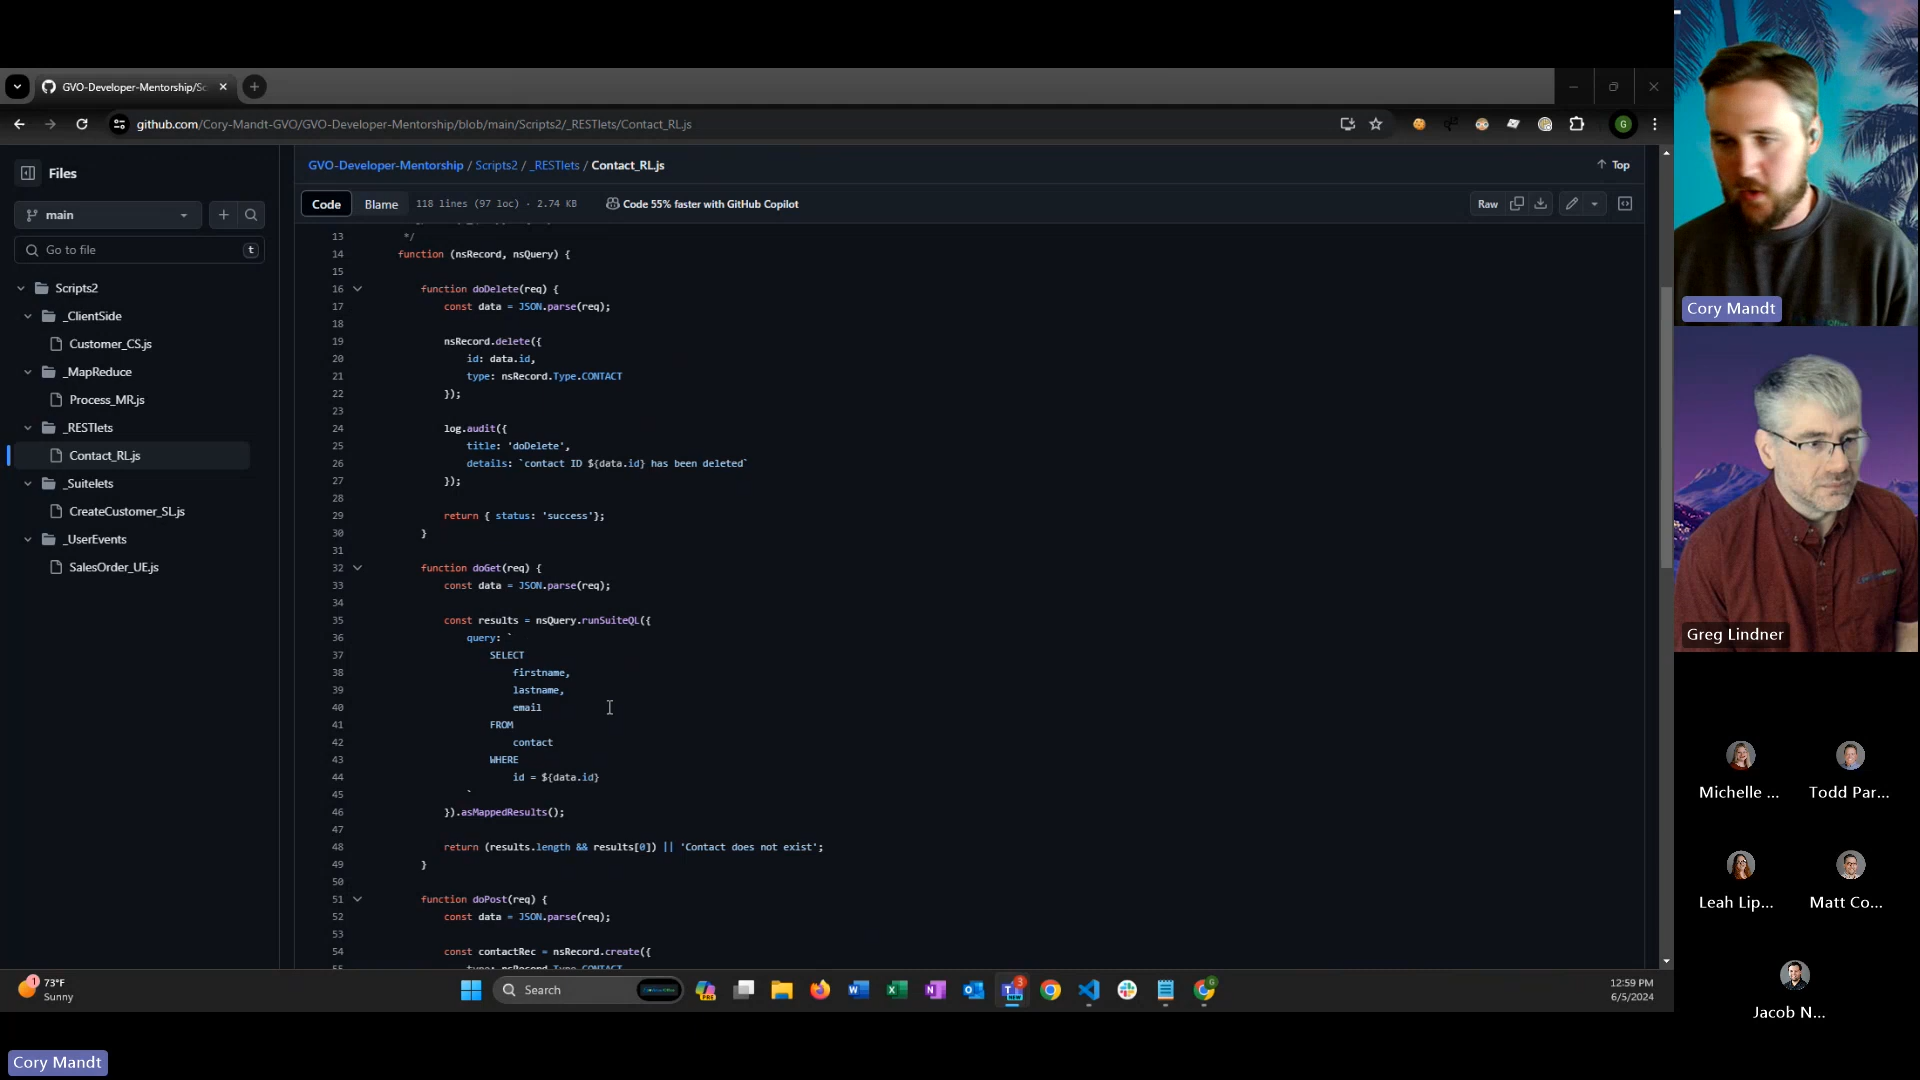 GVO-Developer-Mentorship/Sc
github.com/Cory-Mandt-GVO/GVO-Developer-Mentorship/blob/main/Scripts2/_RESTlets/Contact_RL.js
G
Files
main
Go to file
t
Scripts2
_ClientSide
Customer_CS.js
_MapReduce
Process_MR.js
_RESTlets
Contact_RL.js
_Suitelets
CreateCustomer_SL.js
_UserEvents
SalesOrder_UE.js
GVO-Developer-Mentorship / Scripts2 / _RESTlets / Contact_RL.js
Top
Code
Blame
118 lines (97 loc) · 2.74 KB
Code 55% faster with GitHub Copilot
Raw
13 */
14 function (nsRecord, nsQuery) {
15
16 function doDelete(req) {
17 const data = JSON.parse(req);
18
19 nsRecord.delete({
20 id: data.id,
21 type: nsRecord.Type.CONTACT
22 });
23
24 log.audit({
25 title: 'doDelete',
26 details: `contact ID ${data.id} has been deleted`
27 });
28
29 return { status: 'success'};
30 }
31
32 function doGet(req) {
33 const data = JSON.parse(req);
34
35 const results = nsQuery.runSuiteQL({
36 query: `
37 SELECT
38 firstname,
39 lastname,
40 email
41 FROM
42 contact
43 WHERE
44 id = ${data.id}
45 `
46 }).asMappedResults();
47
48 return (results.length && results[0]) || 'Contact does not exist';
49 }
50
51 function doPost(req) {
52 const data = JSON.parse(req);
53
54 const contactRec = nsRecord.create({
55 type: nsRecord.Type.CONTACT
Cory Mandt
Greg Lindner
Michelle ...
Todd Par...
Leah Lip...
Matt Co...
Jacob N...
1
73°F
Sunny
Search
3
12:59 PM
6/5/2024
Cory Mandt